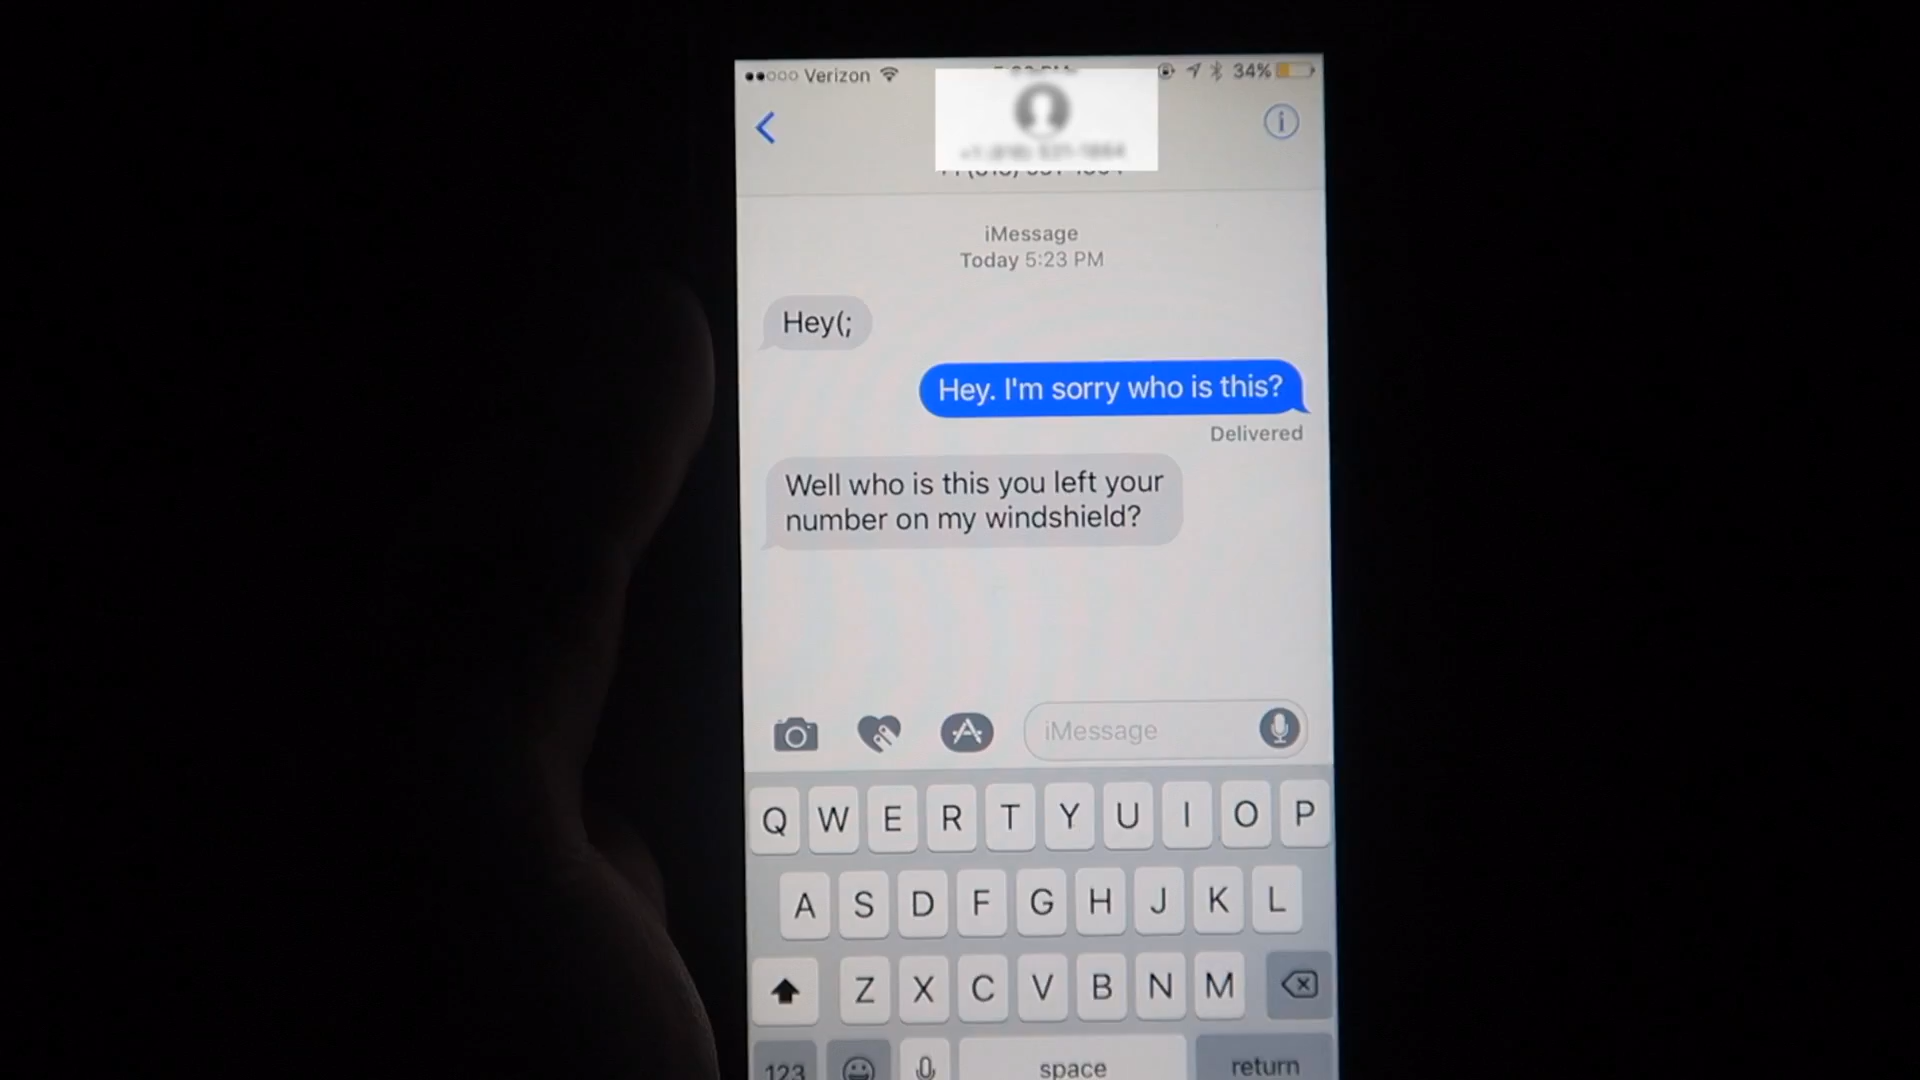 Verizon 34%
iMessage
Today 5:23 PM
Hey(;
Hey. I'm sorry who is this?
Delivered
Well who is this you left your
number on my windshield?
iMessage
Q W E R T Y U I O P
A S D F G H J K L
Z X C V B N M
123 space return